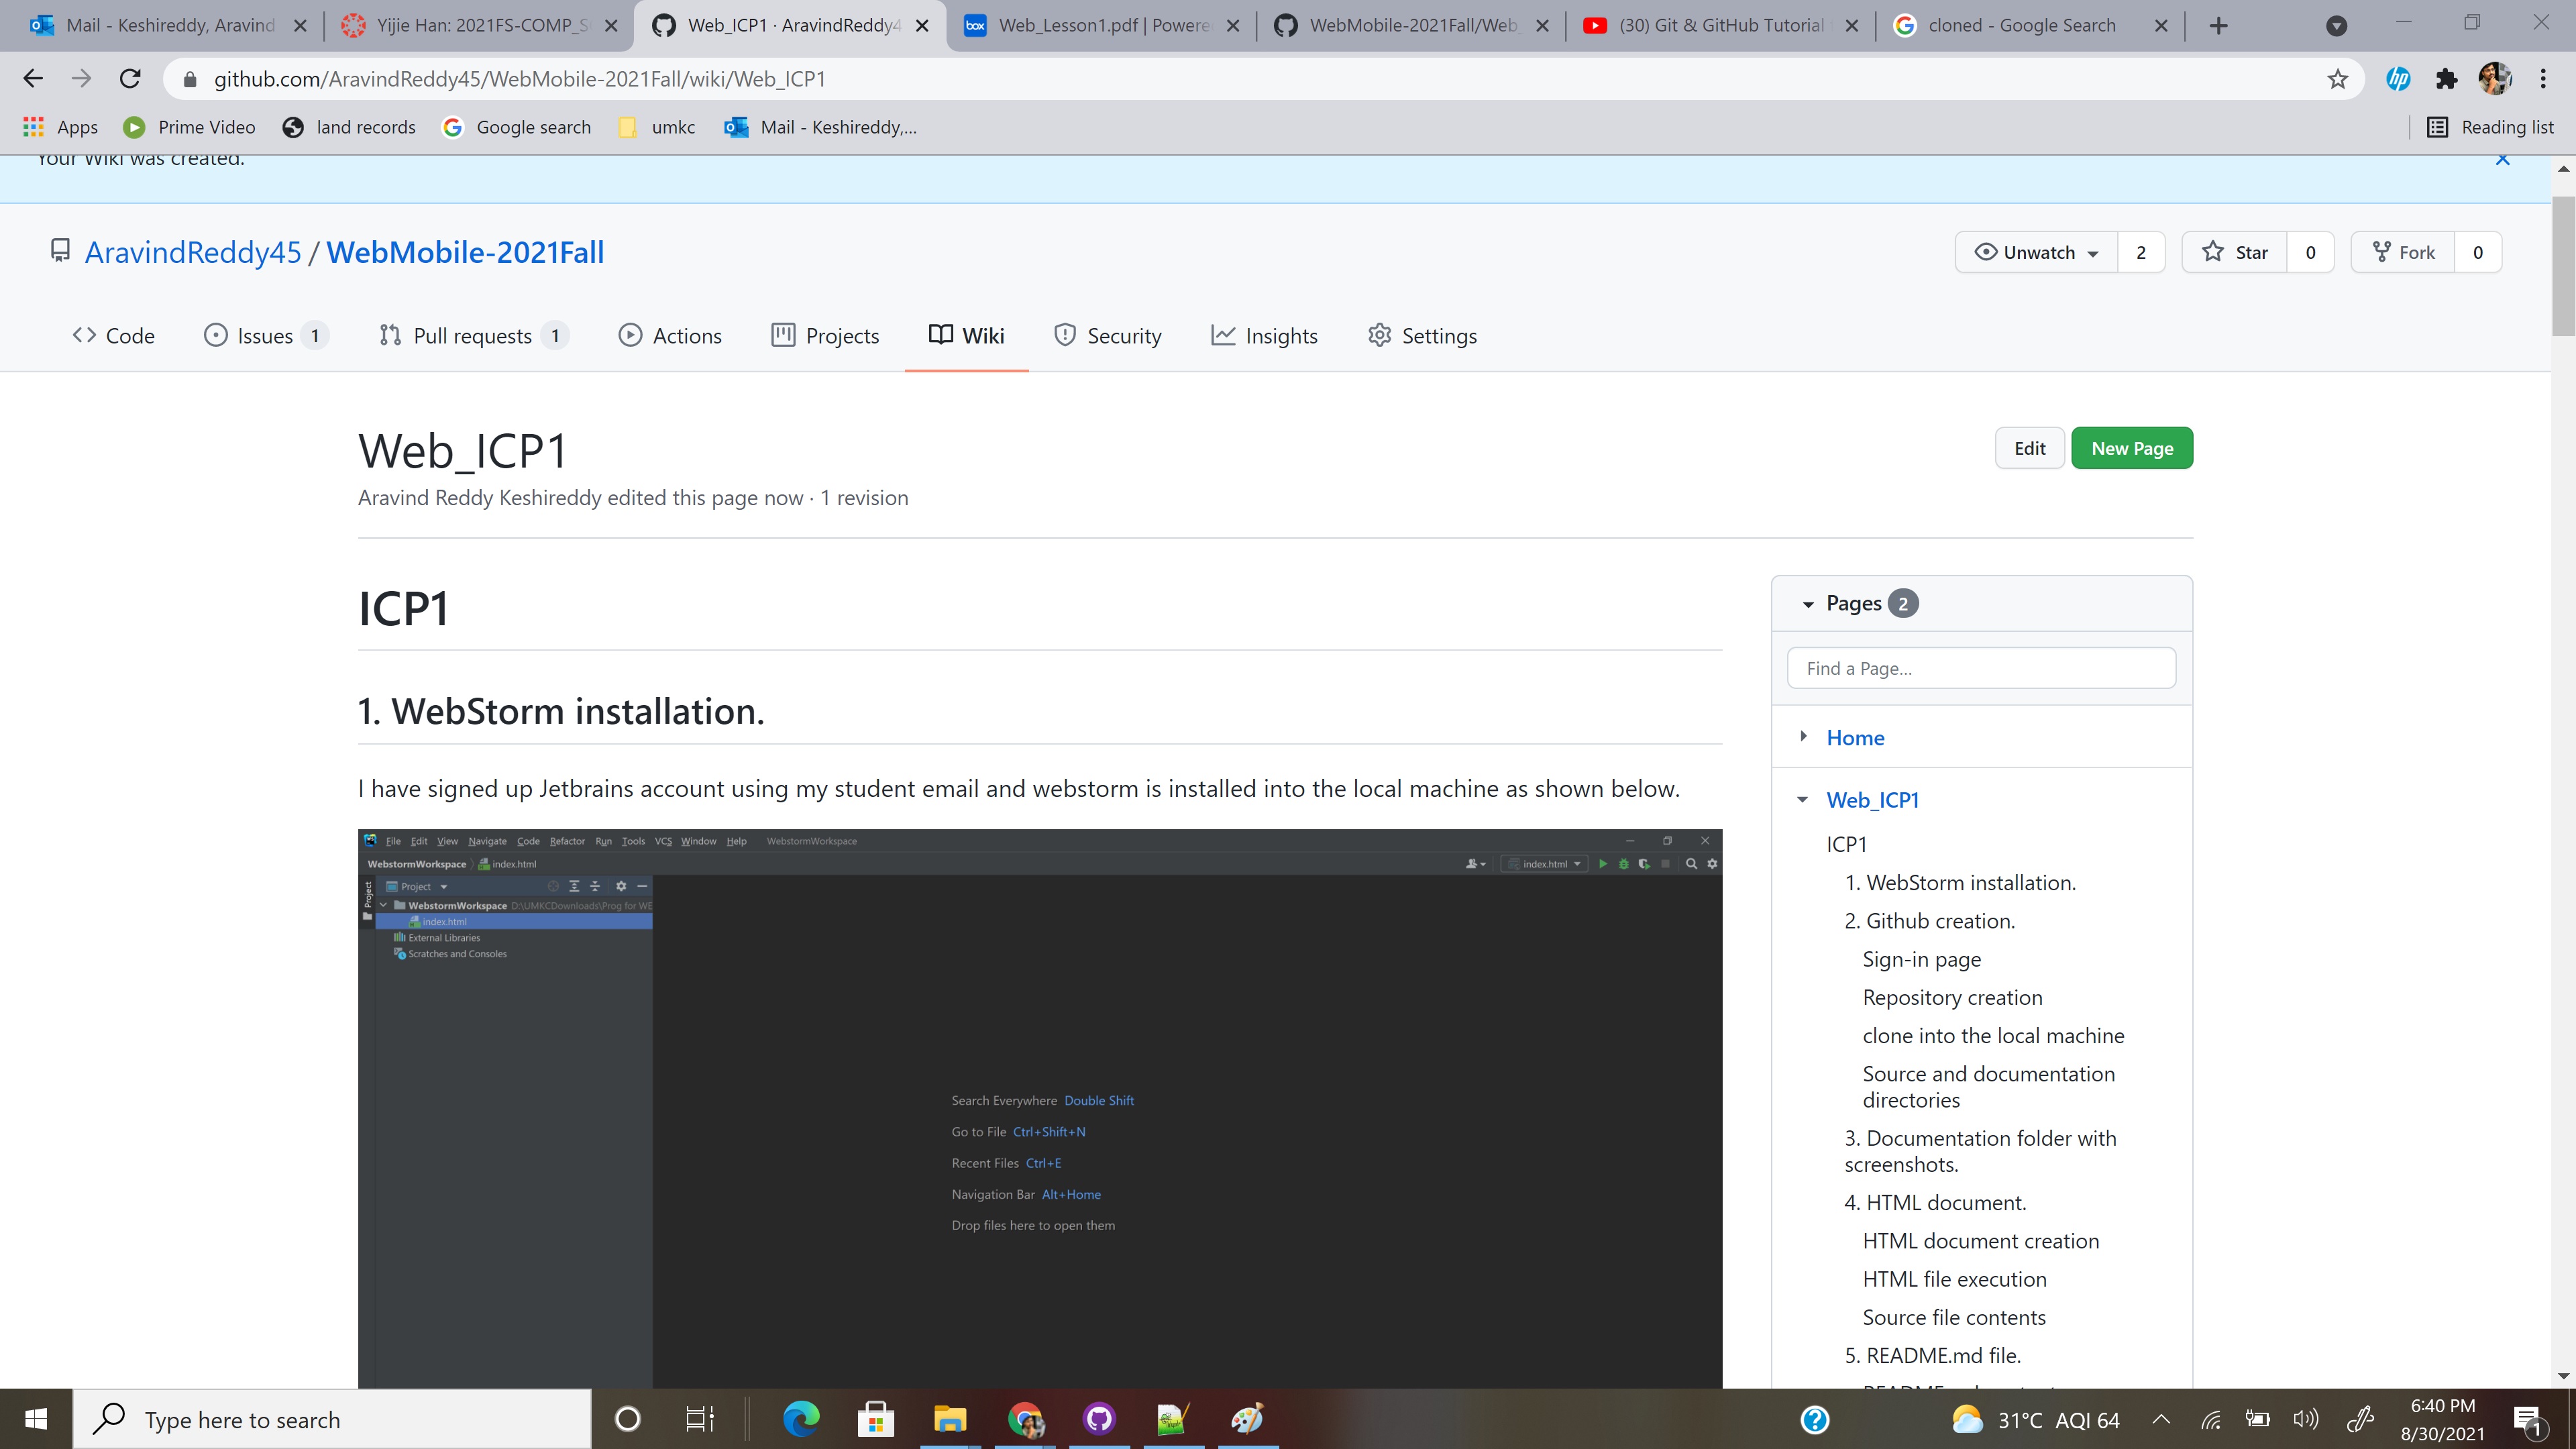 Mail - Keshireddy, Aravind
Yijie Han: 2021FS-COMP_S
Web_ICP1 · AravindReddy4
box Web_Lesson1.pdf | Powere
WebMobile-2021Fall/Web_
(30) Git & GitHub Tutorial
cloned - Google Search
github.com/AravindReddy45/WebMobile-2021Fall/wiki/Web_ICP1
hp
Apps Prime Video land records Google search umkc Mail - Keshireddy,... Reading list
Your Wiki was created.
AravindReddy45 / WebMobile-2021Fall
Unwatch 2 Star 0 Fork 0
Code Issues 1 Pull requests 1 Actions Projects Wiki Security Insights Settings
Web_ICP1
Edit New Page
Aravind Reddy Keshireddy edited this page now · 1 revision
ICP1
1. WebStorm installation.
I have signed up Jetbrains account using my student email and webstorm is installed into the local machine as shown below.
File Edit View Navigate Code Refactor Run Tools VCS Window Help WebstormWorkspace
WebstormWorkspace index.html
index.html
Project
Project
WebstormWorkspace D:\UMKCDownloads\Prog for WE
index.html
External Libraries
Scratches and Consoles
Search Everywhere Double Shift
Go to File Ctrl+Shift+N
Recent Files Ctrl+E
Navigation Bar Alt+Home
Drop files here to open them
Pages 2
Find a Page...
Home
Web_ICP1
ICP1
1. WebStorm installation.
2. Github creation.
Sign-in page
Repository creation
clone into the local machine
Source and documentation
directories
3. Documentation folder with
screenshots.
4. HTML document.
HTML document creation
HTML file execution
Source file contents
5. README.md file.
Type here to search
31°C AQI 64
6:40 PM
8/30/2021
1